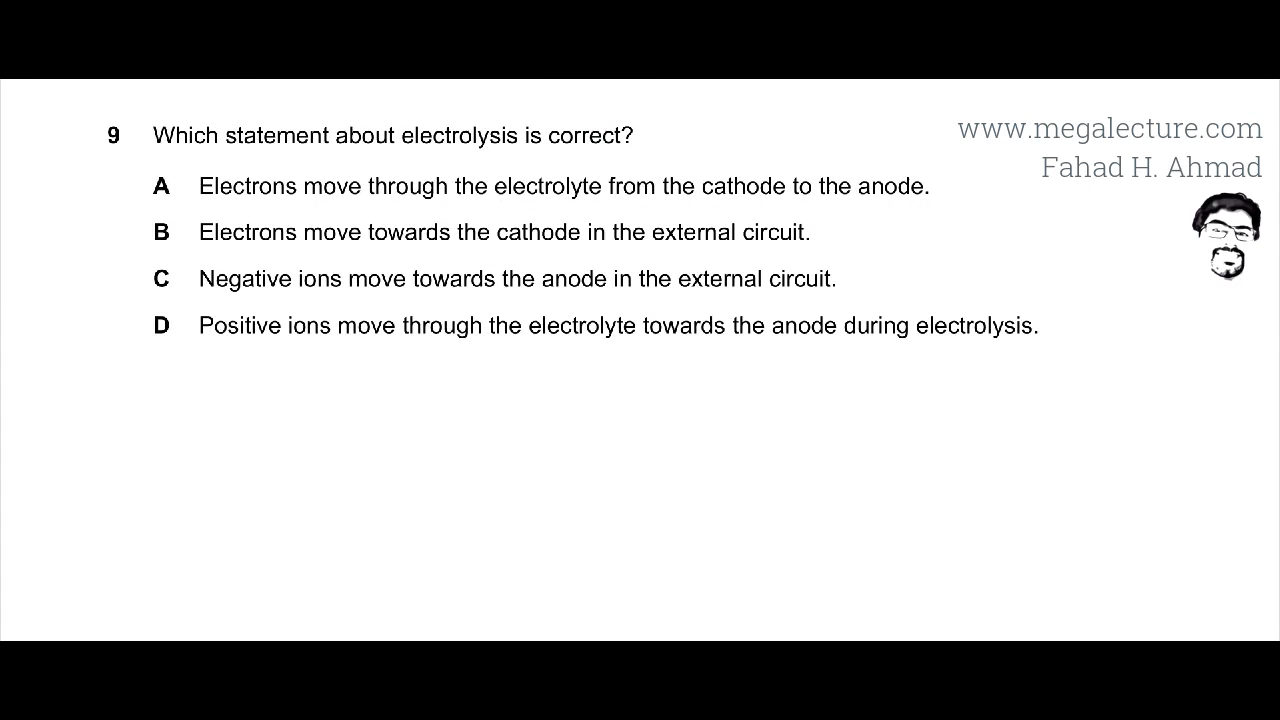 www.megalecture.com
Fahad H. Ahmad
9 Which statement about electrolysis is correct?
A Electrons move through the electrolyte from the cathode to the anode.
B Electrons move towards the cathode in the external circuit.
C Negative ions move towards the anode in the external circuit.
D Positive ions move through the electrolyte towards the anode during electrolysis.